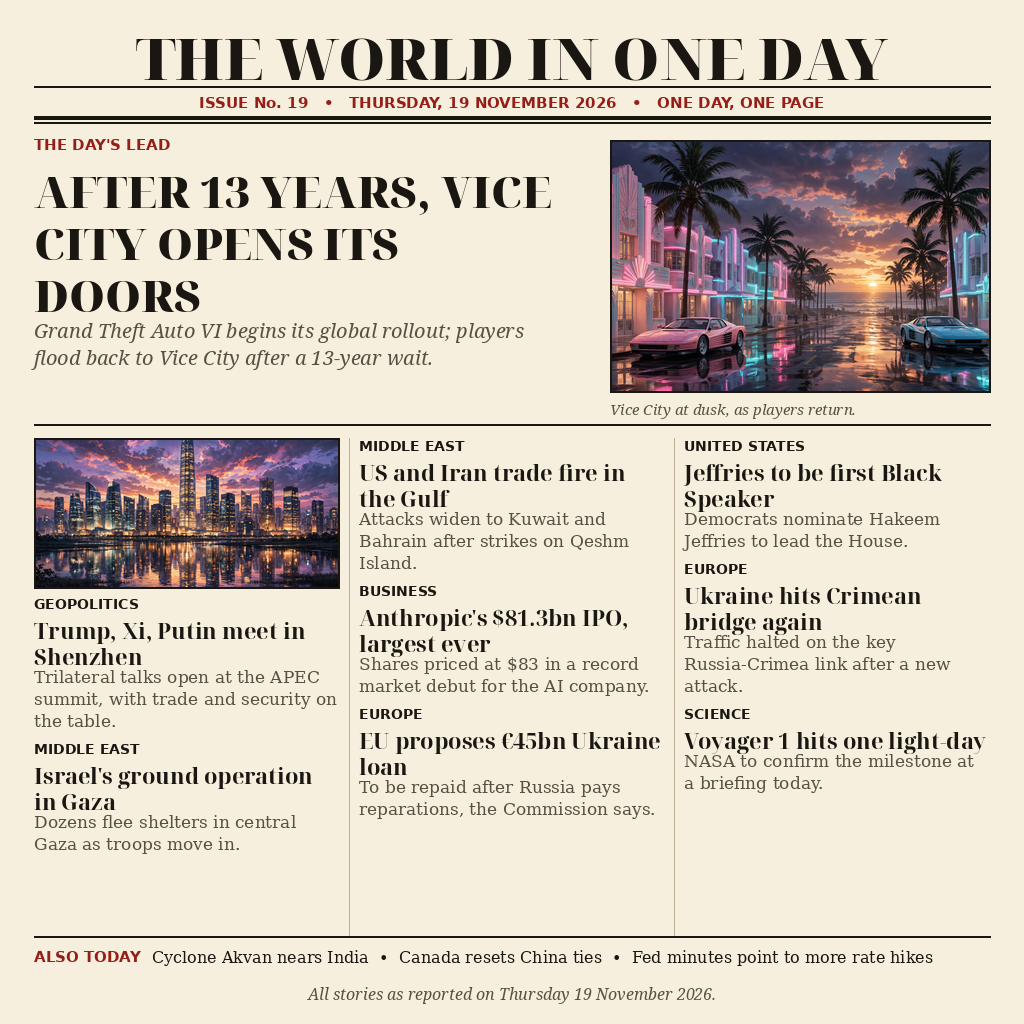 THE WORLD IN ONE DAY
ISSUE No. 19 • THURSDAY, 19 NOVEMBER 2026 • ONE DAY, ONE PAGE
THE DAY'S LEAD
AFTER 13 YEARS, VICE
CITY OPENS ITS
DOORS
Grand Theft Auto VI begins its global rollout; players
flood back to Vice City after a 13-year wait.
Vice City at dusk, as players return.
GEOPOLITICS
Trump, Xi, Putin meet in
Shenzhen
Trilateral talks open at the APEC
summit, with trade and security on
the table.
MIDDLE EAST
Israel's ground operation
in Gaza
Dozens flee shelters in central
Gaza as troops move in.
MIDDLE EAST
US and Iran trade fire in
the Gulf
Attacks widen to Kuwait and
Bahrain after strikes on Qeshm
Island.
BUSINESS
Anthropic's $81.3bn IPO,
largest ever
Shares priced at $83 in a record
market debut for the AI company.
EUROPE
EU proposes €45bn Ukraine
loan
To be repaid after Russia pays
reparations, the Commission says.
UNITED STATES
Jeffries to be first Black
Speaker
Democrats nominate Hakeem
Jeffries to lead the House.
EUROPE
Ukraine hits Crimean
bridge again
Traffic halted on the key
Russia-Crimea link after a new
attack.
SCIENCE
Voyager 1 hits one light-day
NASA to confirm the milestone at
a briefing today.
ALSO TODAY Cyclone Akvan nears India • Canada resets China ties • Fed minutes point to more rate hikes
All stories as reported on Thursday 19 November 2026.